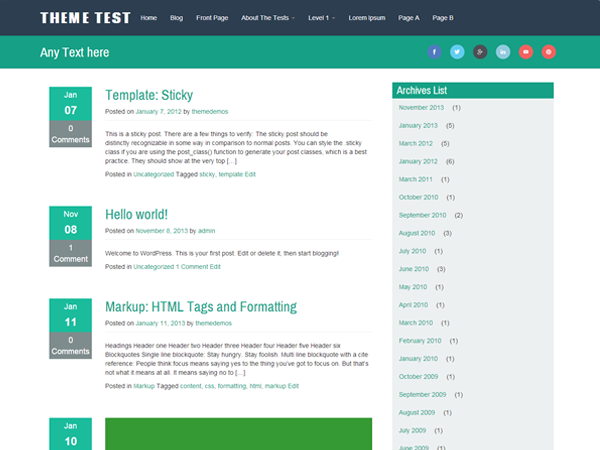 THEME TEST Home Blog Front Page About The Tests Level 1 Lorem Ipsum Page A Page B
Any Text here
Jan
07
0
Comments
Template: Sticky
Posted on January 7, 2012 by themedemos
This is a sticky post. There are a few things to verify: The sticky post should be
distinctly recognizable in some way in comparison to normal posts. You can style the .sticky
class if you are using the post_class() function to generate your post classes, which is a best
practice. They should show at the very top […]
Posted in Uncategorized Tagged sticky, template Edit
Nov
08
1
Comment
Hello world!
Posted on November 8, 2013 by admin
Welcome to WordPress. This is your first post. Edit or delete it, then start blogging!
Posted in Uncategorized 1 Comment Edit
Jan
11
0
Comments
Markup: HTML Tags and Formatting
Posted on January 11, 2013 by themedemos
Headings Header one Header two Header three Header four Header five Header six
Blockquotes Single line blockquote: Stay hungry. Stay foolish. Multi line blockquote with a cite
reference: People think focus means saying yes to the thing you've got to focus on. But that's
not what it means at all. It means saying no to […]
Posted in Markup Tagged content, css, formatting, html, markup Edit
Jan
10
Archives List
November 2013 (1)
January 2013 (5)
March 2012 (5)
January 2012 (6)
March 2011 (1)
October 2010 (1)
September 2010 (2)
August 2010 (3)
July 2010 (1)
June 2010 (3)
May 2010 (1)
April 2010 (1)
March 2010 (1)
February 2010 (1)
January 2010 (1)
October 2009 (1)
September 2009 (1)
August 2009 (1)
July 2009 (1)
June 2009 (1)